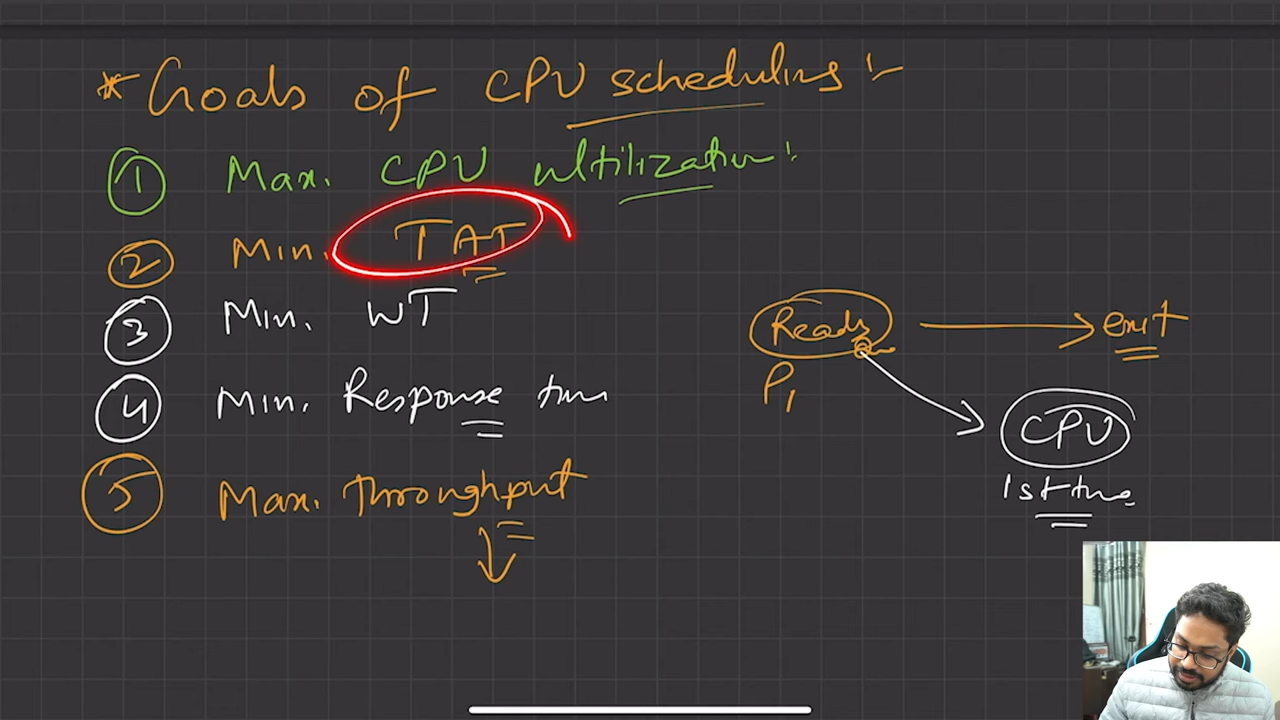 * Goals of CPU scheduling :-
① Max. CPU ultilization :
② Min. TAT
③ Min. WT
④ Min. Response time
⑤ Max. throughput
Ready → exit
P1
CPU
1st time